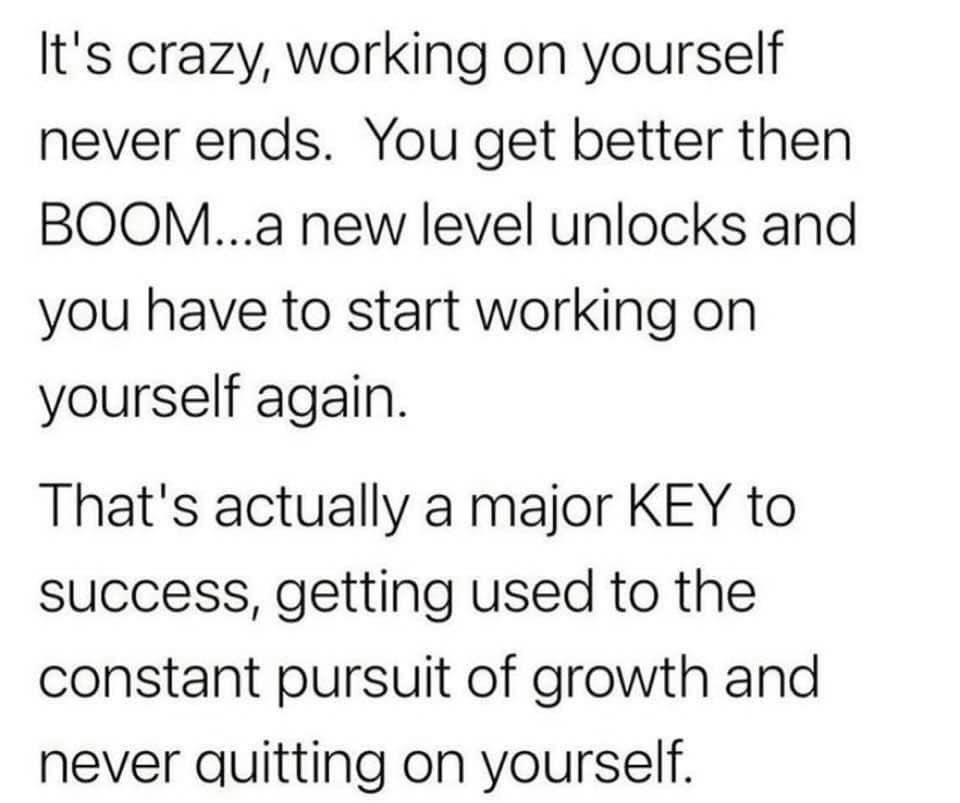 It's crazy, working on yourself
never ends.  You get better then
BOOM...a new level unlocks and
you have to start working on
yourself again.
That's actually a major KEY to
success, getting used to the
constant pursuit of growth and
never quitting on yourself.